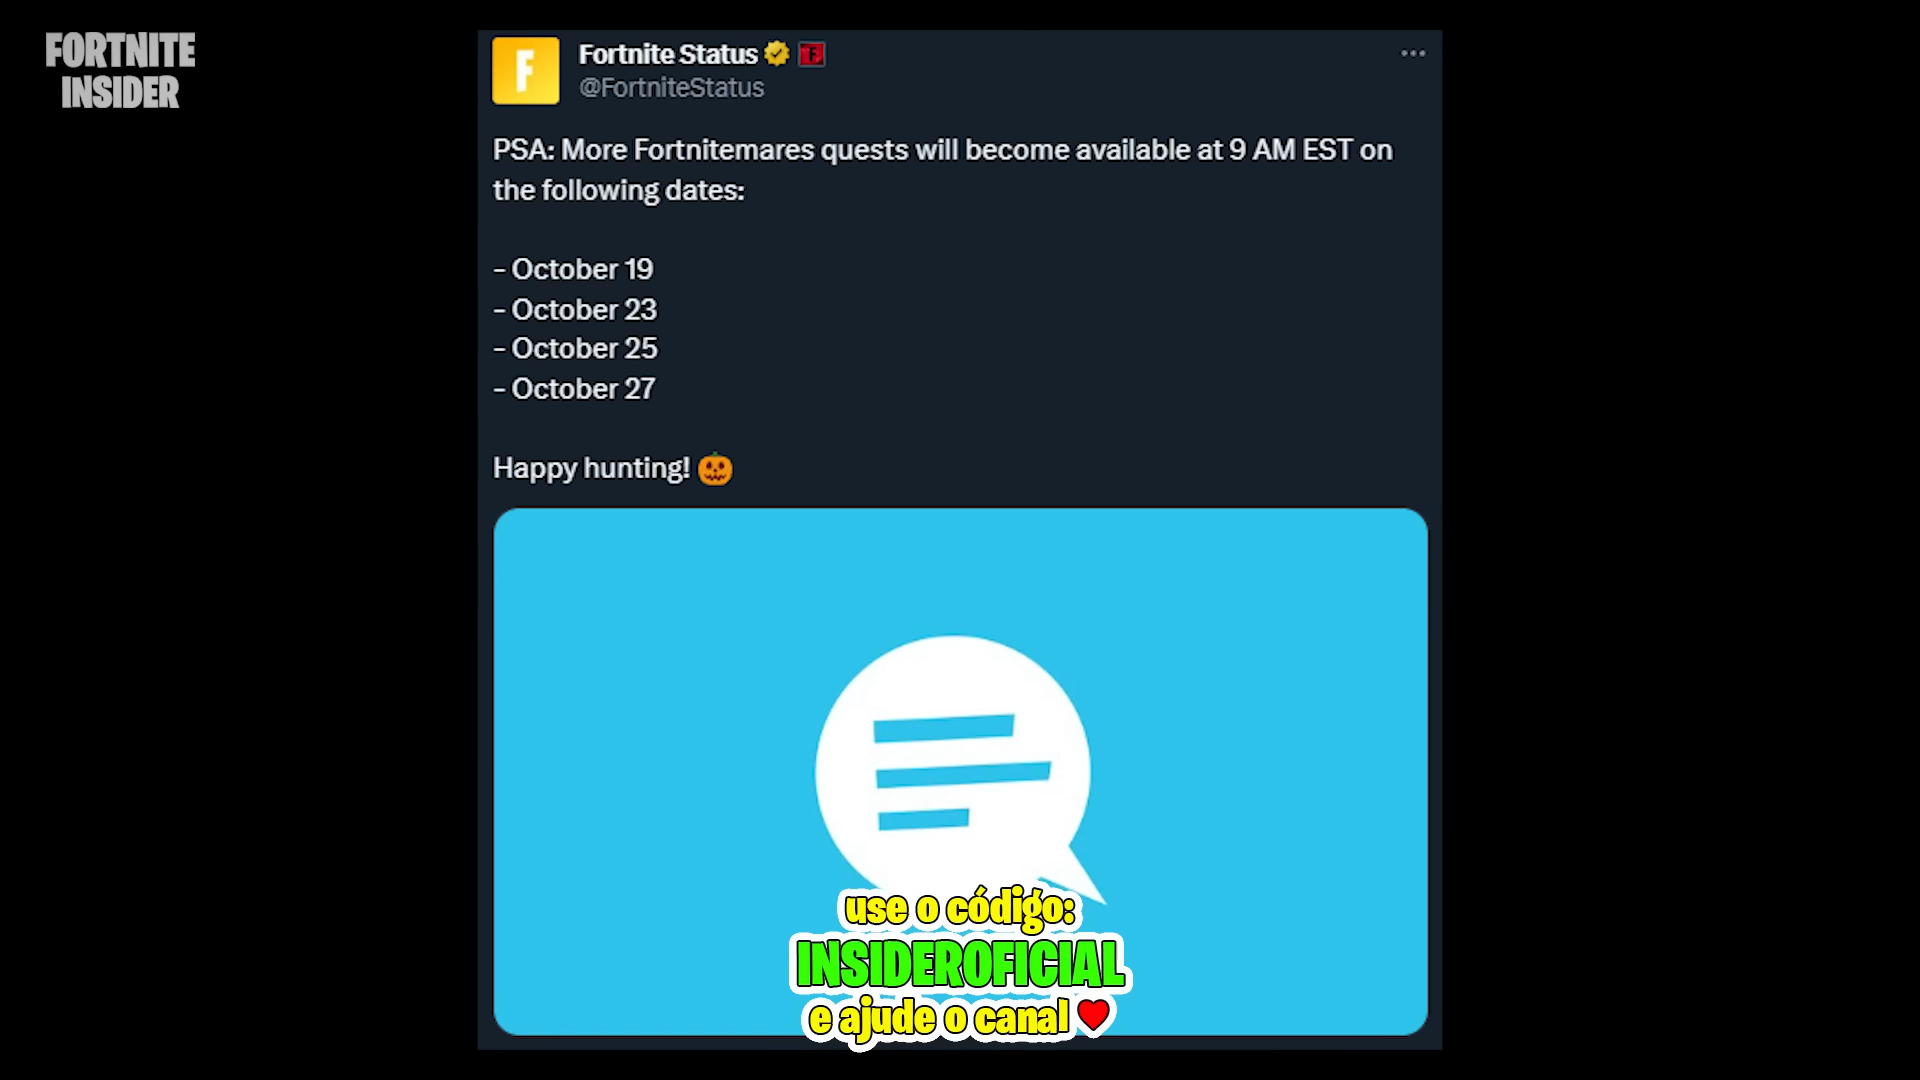 FORTNITE
INSIDER
Fortnite Status
@FortniteStatus
PSA: More Fortnitemares quests will become available at 9 AM EST on
the following dates:
- October 19
- October 23
- October 25
- October 27
Happy hunting! 🎃
use o código:
INSIDEROFICIAL
e ajude o canal ♥